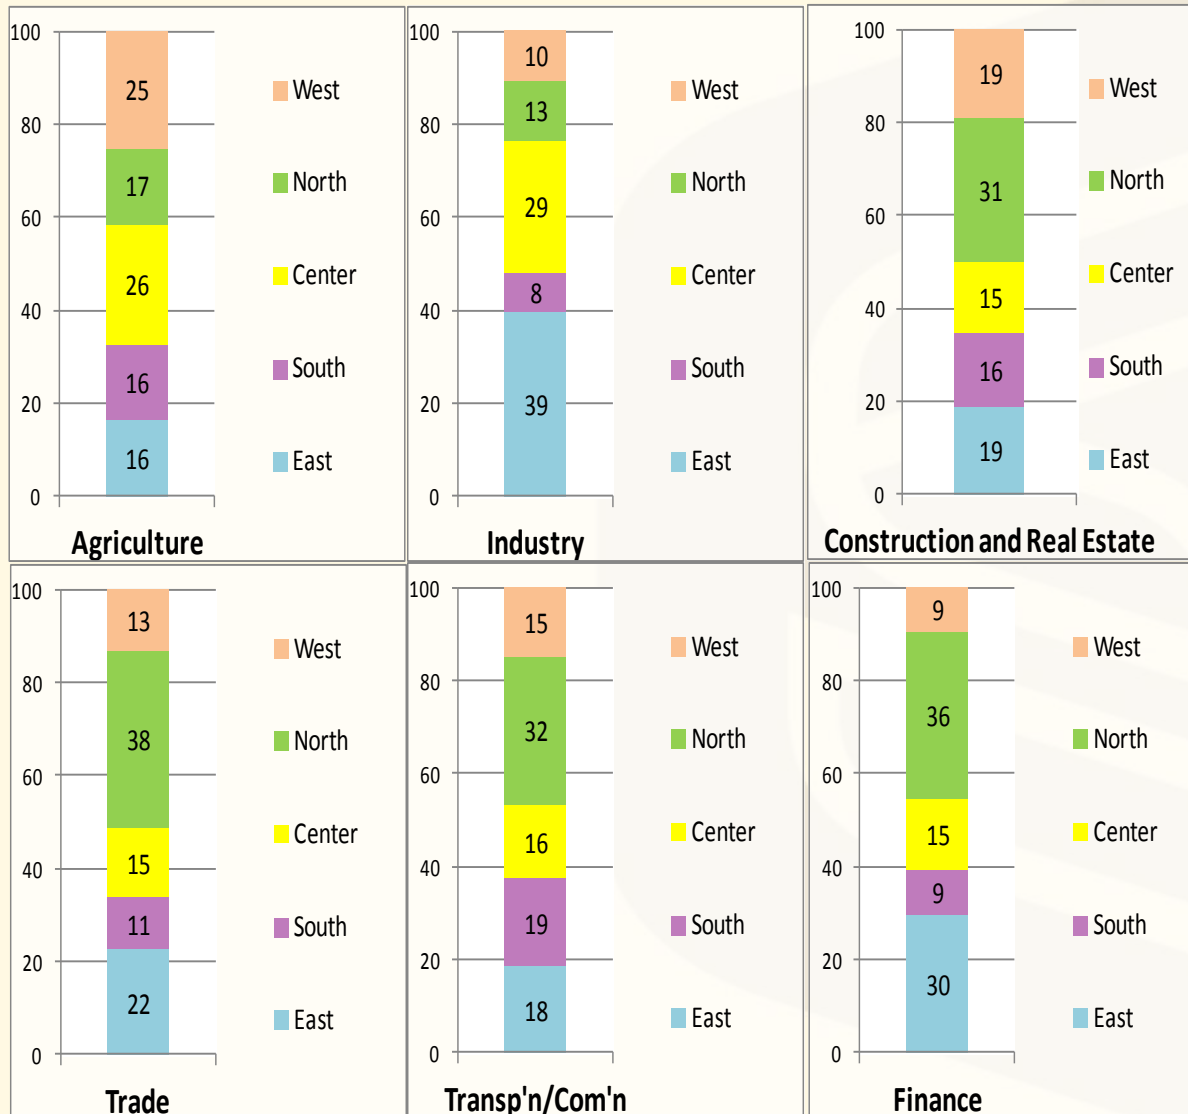 100
80
60
40
20
0
25
17
26
16
16
West
North
Center
South
East
Agriculture
100
80
60
40
20
0
10
13
29
8
39
West
North
Center
South
East
Industry
100
80
60
40
20
0
19
31
15
16
19
West
North
Center
South
East
Construction and Real Estate
100
80
60
40
20
0
13
38
15
11
22
West
North
Center
South
East
Trade
100
80
60
40
20
0
15
32
16
19
18
West
North
Center
South
East
Transp'n/Com'n
100
80
60
40
20
0
9
36
15
9
30
West
North
Center
South
East
Finance